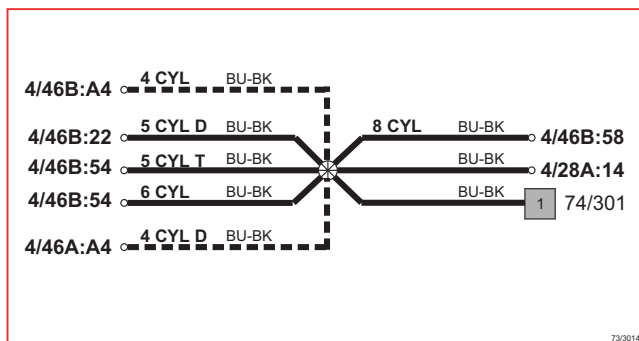 4/46B:A4 4 CYL BU-BK
4/46B:22 5 CYL D BU-BK 8 CYL BU-BK 4/46B:58
4/46B:54 5 CYL T BU-BK BU-BK 4/28A:14
4/46B:54 6 CYL BU-BK BU-BK 1 74/301
4/46A:A4 4 CYL D BU-BK
73/3014